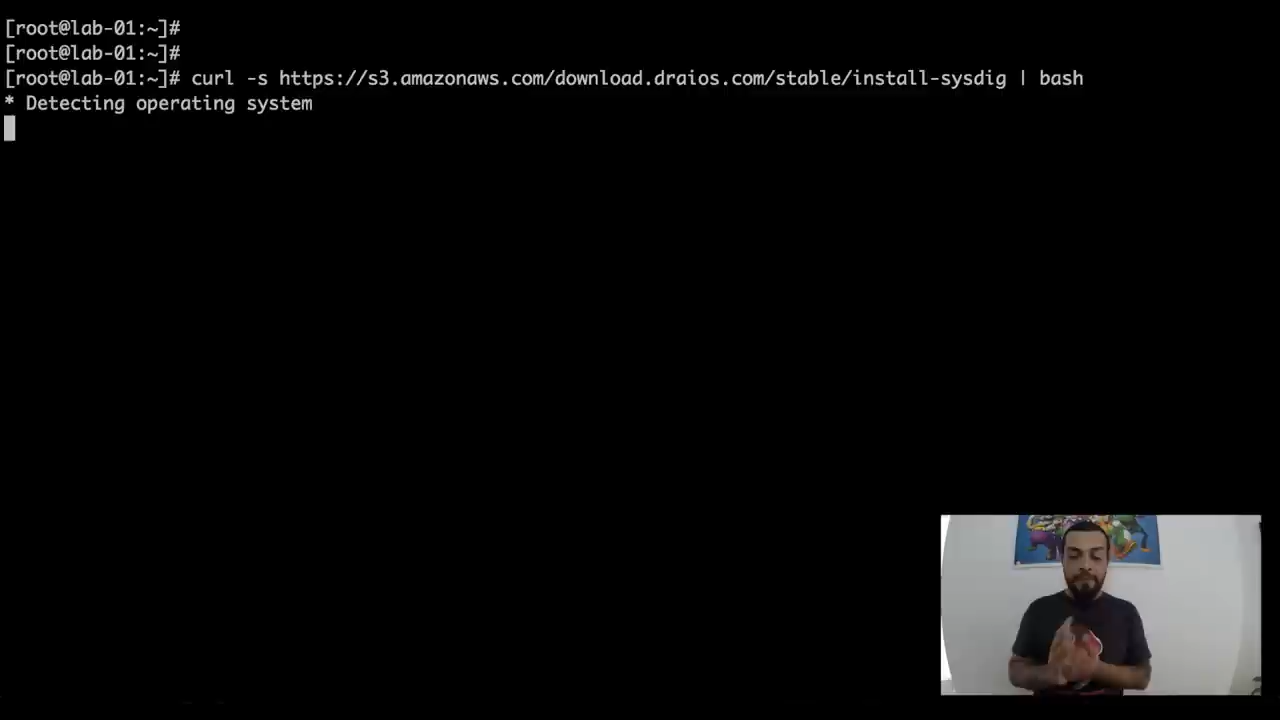 [root@lab-01:~]#
[root@lab-01:~]#
[root@lab-01:~]# curl -s https://s3.amazonaws.com/download.draios.com/stable/install-sysdig | bash
* Detecting operating system